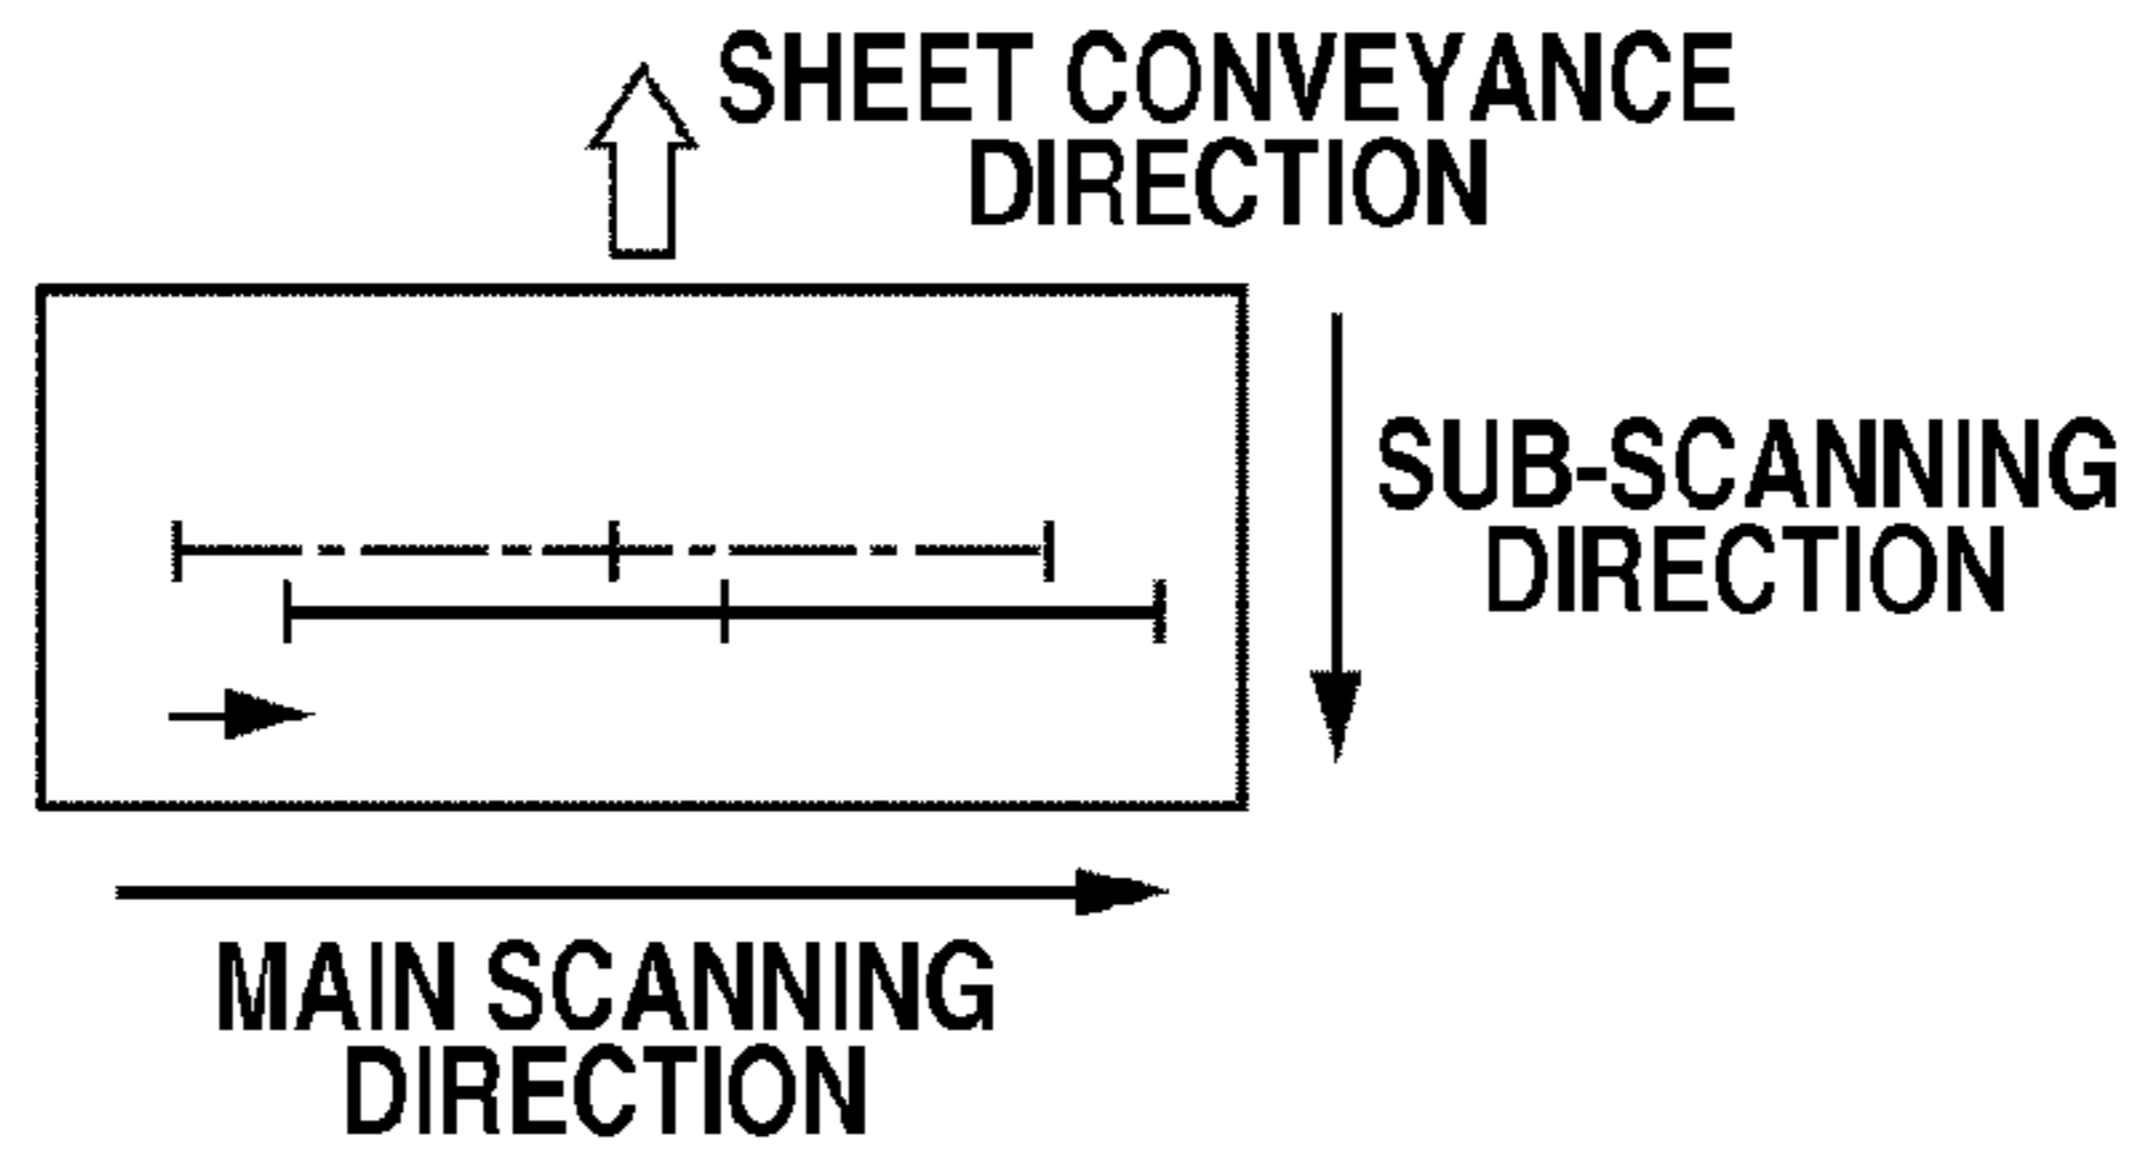 SHEET CONVEYANCE
DIRECTION
SUB-SCANNING
DIRECTION
MAIN SCANNING
DIRECTION